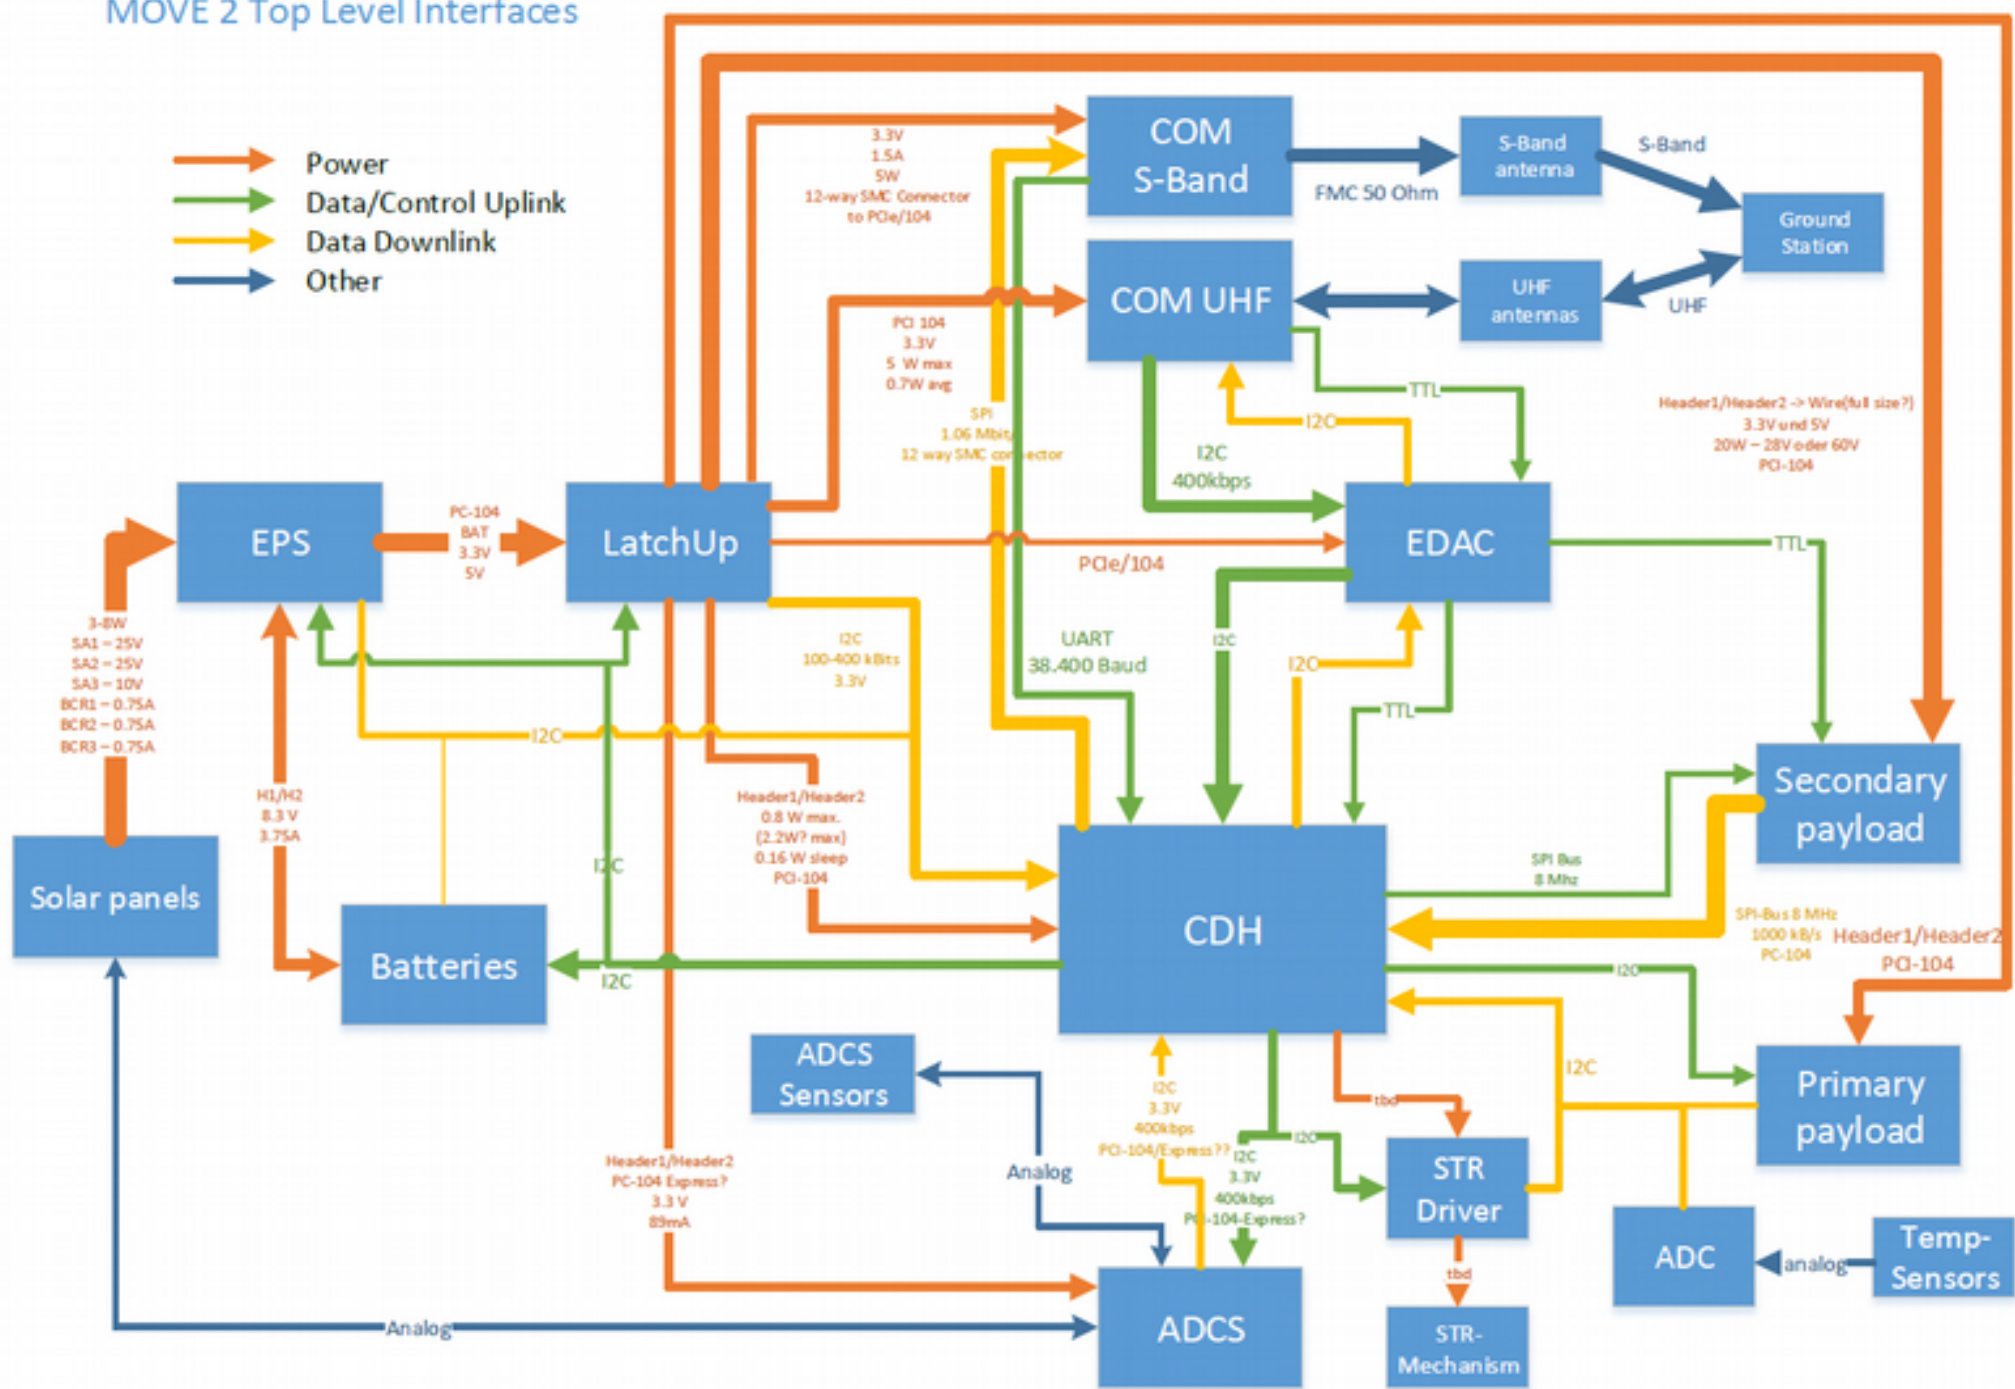 MOVE 2 Top Level Interfaces
Power
Data/Control Uplink
Data Downlink
Other
3.3V
1.5A
5W
12-way SMC Connector
to PCIe/104
COM
S-Band
FMC 50 Ohm
S-Band
antenna
S-Band
Ground
Station
COM UHF
UHF
antennas
UHF
PCI 104
3.3V
5 W max
0.7W avg
SPI
1.06 Mbit/
12 way SMC connector
TTL
I2C
I2C
400kbps
Header1/Header2 -> Wire(full size?)
3.3V und 5V
20W – 28V oder 60V
PCI-104
EPS
PC-104
BAT
3.3V
5V
LatchUp
PCIe/104
EDAC
TTL
3-8W
SA1 – 25V
SA2 – 25V
SA3 – 10V
BCR1 – 0.75A
BCR2 – 0.75A
BCR3 – 0.75A
I2C
100-400 kBits
3.3V
UART
38.400 Baud
I2C
I2C
TTL
I2C
H1/H2
8.3 V
3.75A
Header1/Header2
0.8 W max.
(2.2W? max)
0.16 W sleep
PCI-104
I2C
Secondary
payload
SPI Bus
8 Mhz
Solar panels
Batteries
I2C
CDH
SPI-Bus 8 MHz
1000 kB/s
PC-104
Header1/Header2
PCI-104
I2C
ADCS
Sensors
I2C
3.3V
400kbps
PCI-104/Express??
I2C
tbd
I2C
Primary
payload
I2C
3.3V
400kbps
PCI-104-Express?
Analog
Header1/Header2
PC-104 Express?
3.3 V
89mA
STR
Driver
tbd
ADC
analog
Temp-
Sensors
Analog
ADCS
STR-
Mechanism